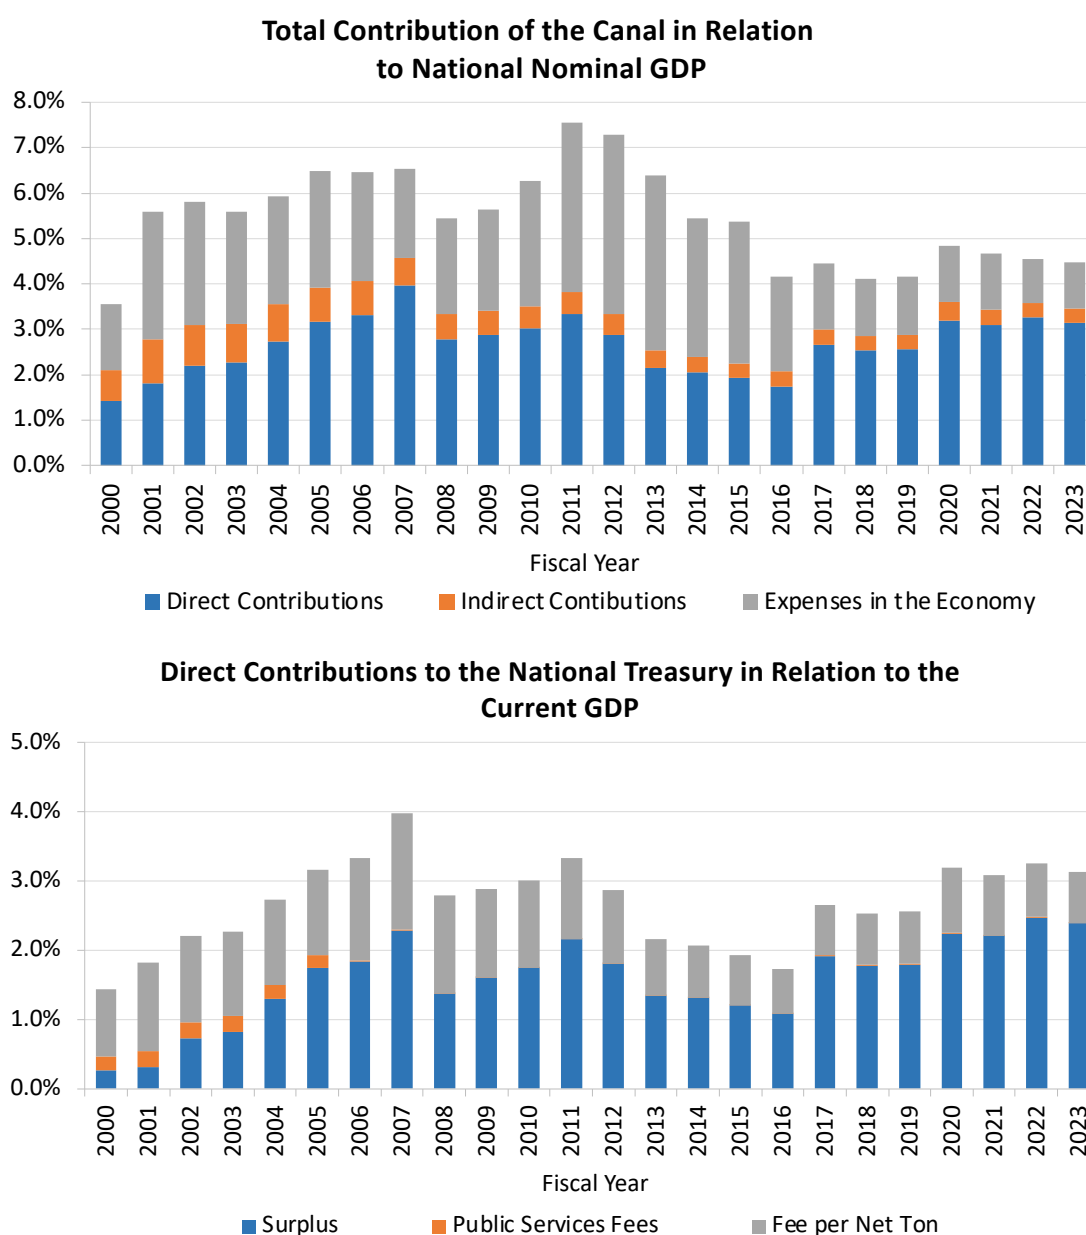 Total Contribution of the Canal in Relation
to National Nominal GDP
8.0%
7.0%
6.0%
5.0%
4.0%
3.0%
2.0%
1.0%
0.0%
2000 2001 2002 2003 2004 2005 2006 2007 2008 2009 2010 2011 2012 2013 2014 2015 2016 2017 2018 2019 2020 2021 2022 2023
Fiscal Year
Direct Contributions Indirect Contibutions Expenses in the Economy
Direct Contributions to the National Treasury in Relation to the
Current GDP
5.0%
4.0%
3.0%
2.0%
1.0%
0.0%
2000 2001 2002 2003 2004 2005 2006 2007 2008 2009 2010 2011 2012 2013 2014 2015 2016 2017 2018 2019 2020 2021 2022 2023
Fiscal Year
Surplus Public Services Fees Fee per Net Ton